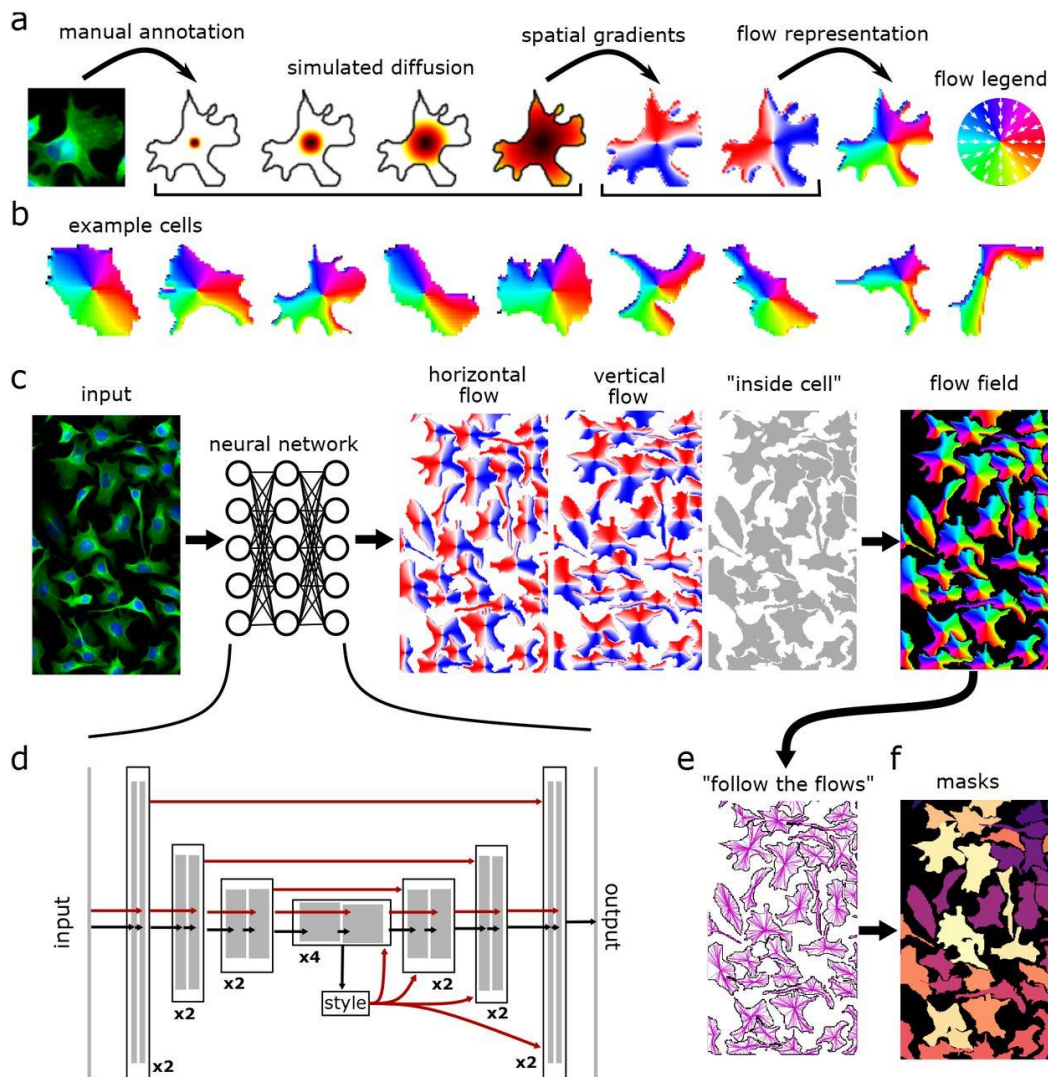 a
manual annotation
simulated diffusion
spatial gradients
flow representation
flow legend
b
example cells
c
input
neural network
horizontal
flow
vertical
flow
"inside cell"
flow field
d
input
x2
x2
x2
x4
style
x2
x2
x2
output
e
"follow the flows"
f
masks